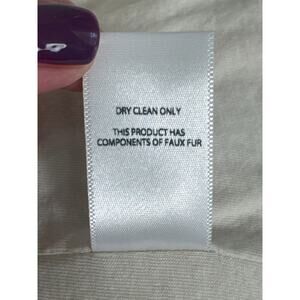 DRY CLEAN ONLY
THIS PRODUCT HAS
COMPONENTS OF FAUX FUR